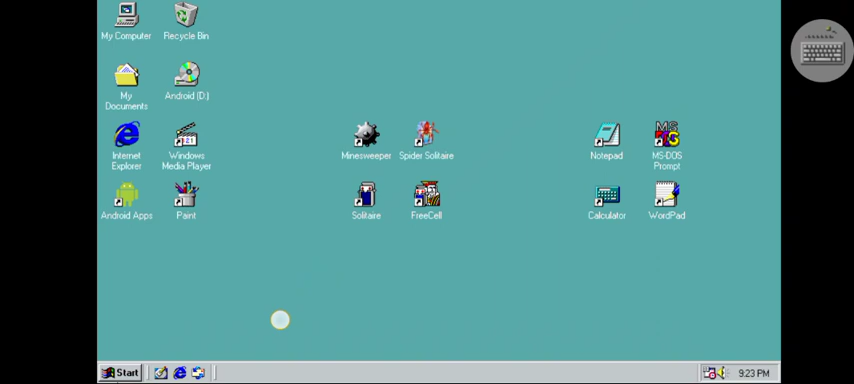 My Computer
Recycle Bin
My
Documents
Android (D:)
Internet
Explorer
Windows
Media Player
Minesweeper
Spider Solitaire
Notepad
MS-DOS
Prompt
Android Apps
Paint
Solitaire
FreeCell
Calculator
WordPad
Start
9:23 PM